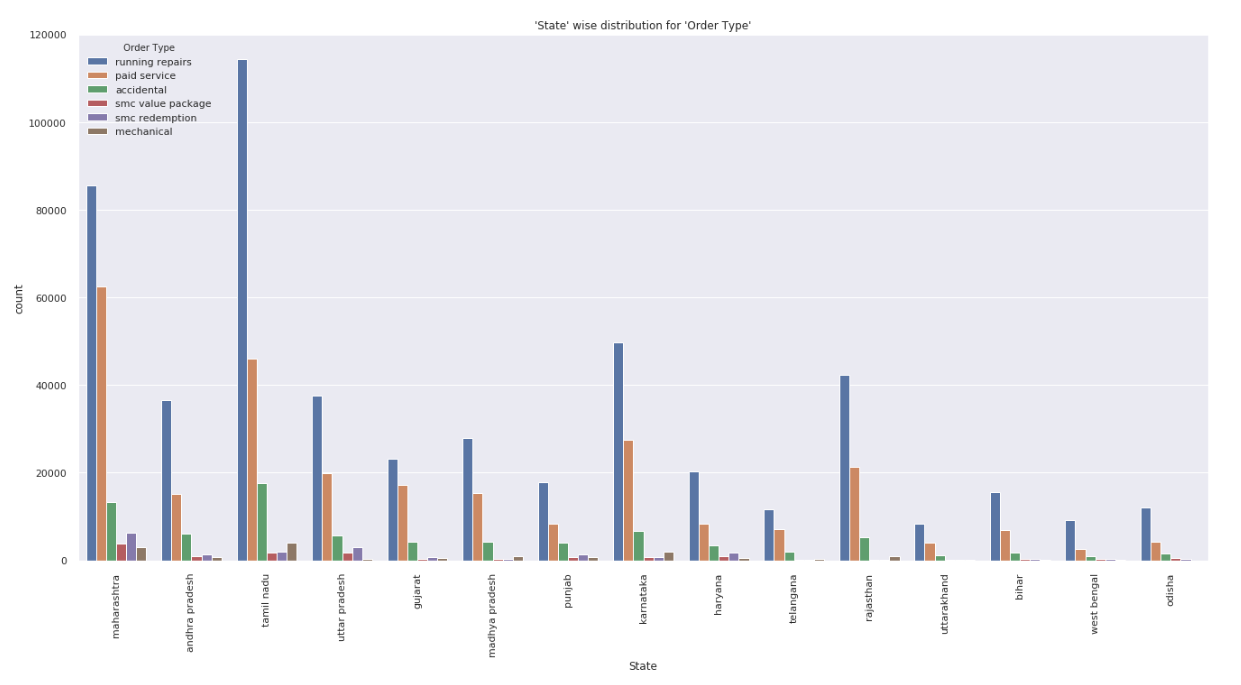 'State' wise distribution for 'Order Type'
120000
100000
80000
60000
40000
20000
0
count
Order Type
running repairs
paid service
accidental
smc value package
smc redemption
mechanical
maharashtra
andhra pradesh
tamil nadu
uttar pradesh
gujarat
madhya pradesh
punjab
karnataka
haryana
telangana
rajasthan
uttarakhand
bihar
west bengal
odisha
State